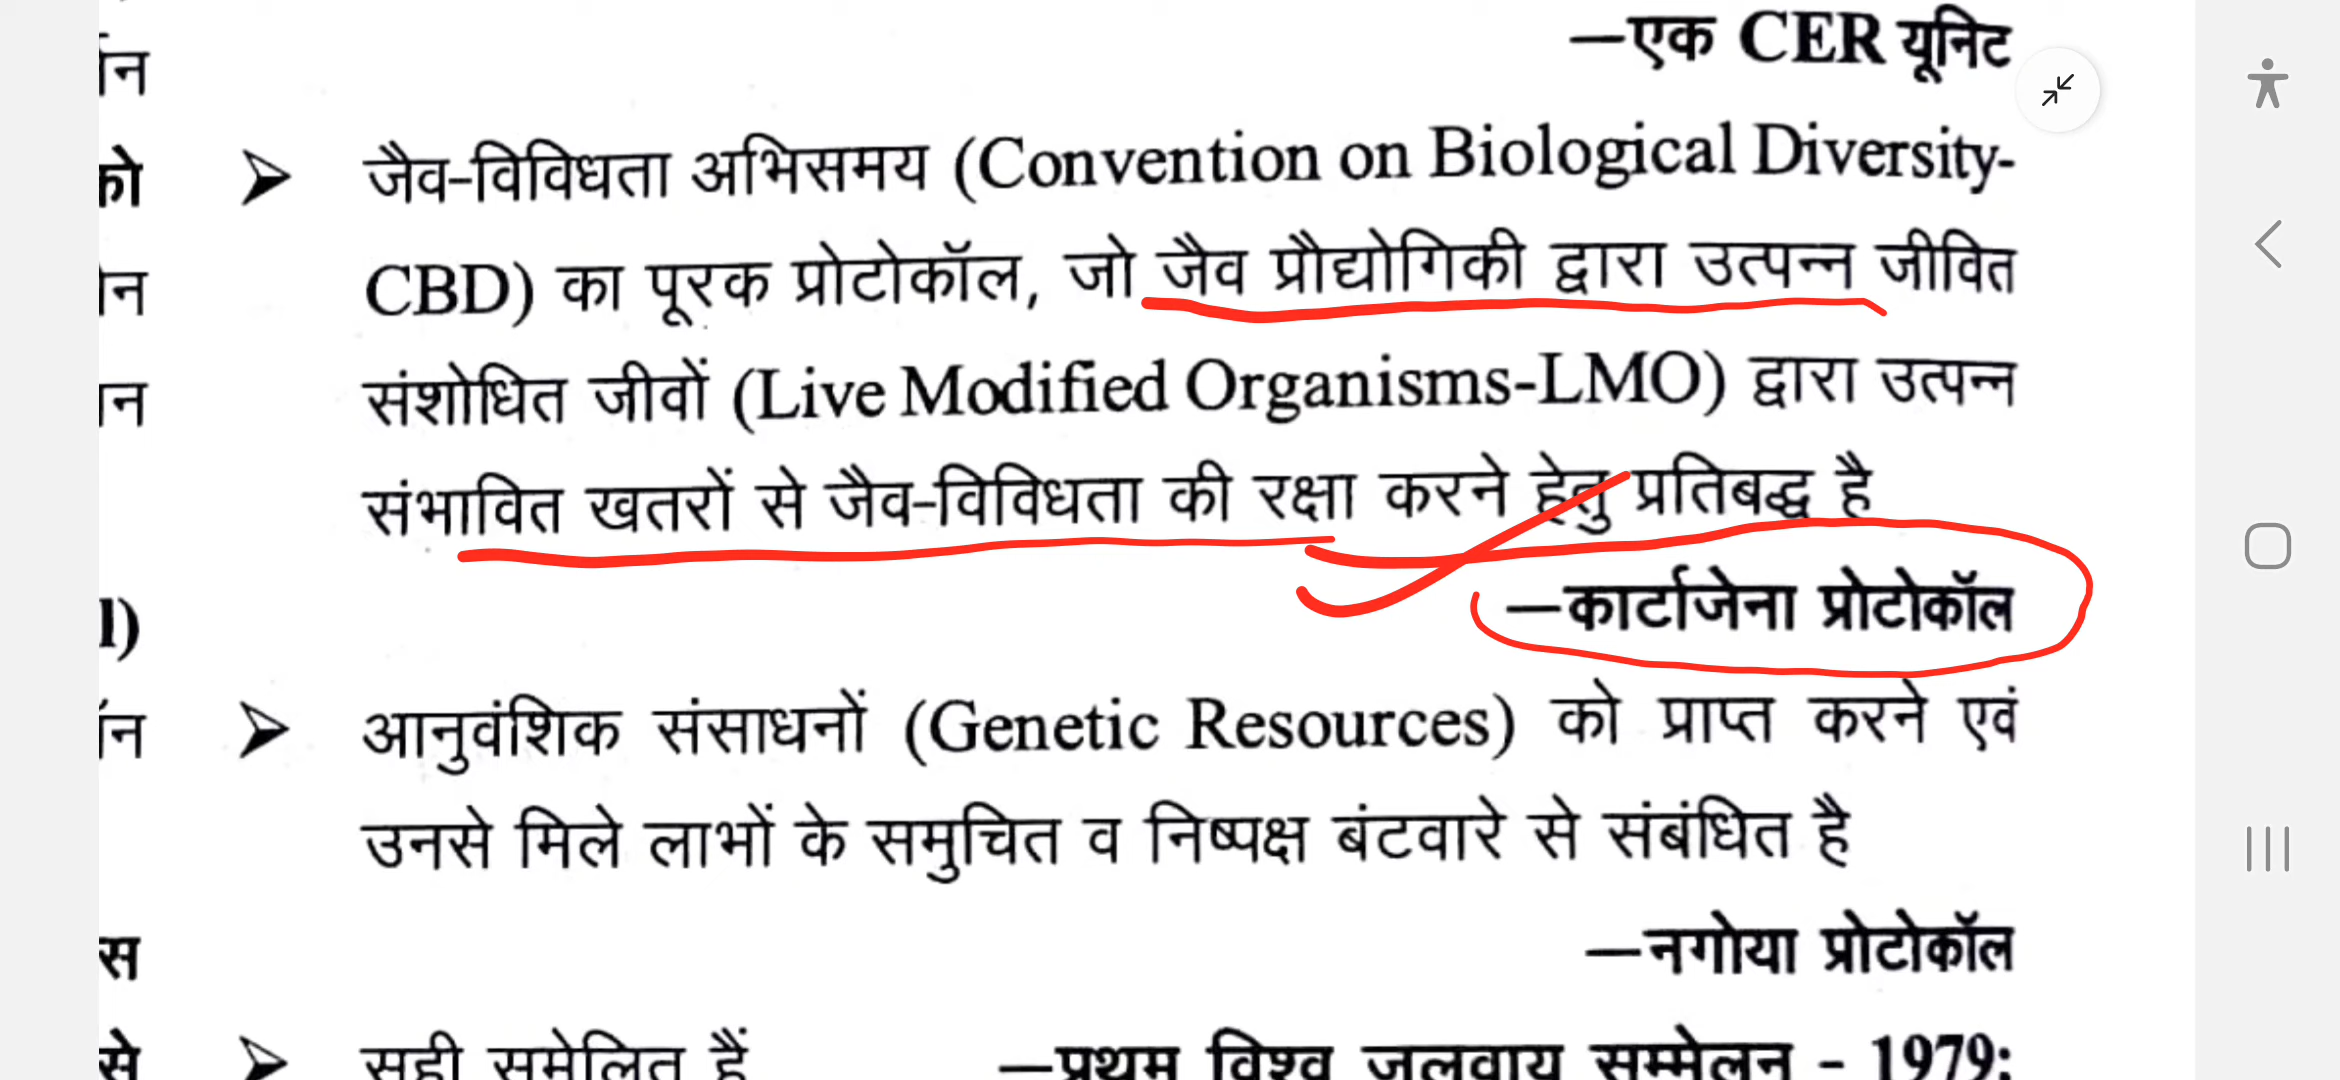 —एक CER यूनिट
र्तन
को
➢ जैव-विविधता अभिसमय (Convention on Biological Diversity-
CBD) का पूरक प्रोटोकॉल, जो जैव प्रौद्योगिकी द्वारा उत्पन्न जीवित
संशोधित जीवों (Live Modified Organisms-LMO) द्वारा उत्पन्न
संभावित खतरों से जैव-विविधता की रक्षा करने हेतु प्रतिबद्ध है
—कार्टाजेना प्रोटोकॉल
l)
➢ आनुवंशिक संसाधनों (Genetic Resources) को प्राप्त करने एवं
उनसे मिले लाभों के समुचित व निष्पक्ष बंटवारे से संबंधित है
—नगोया प्रोटोकॉल
स
से
➢ सही सुमेलित हैं —प्रथम विश्व जलवायु सम्मेलन - 1979;